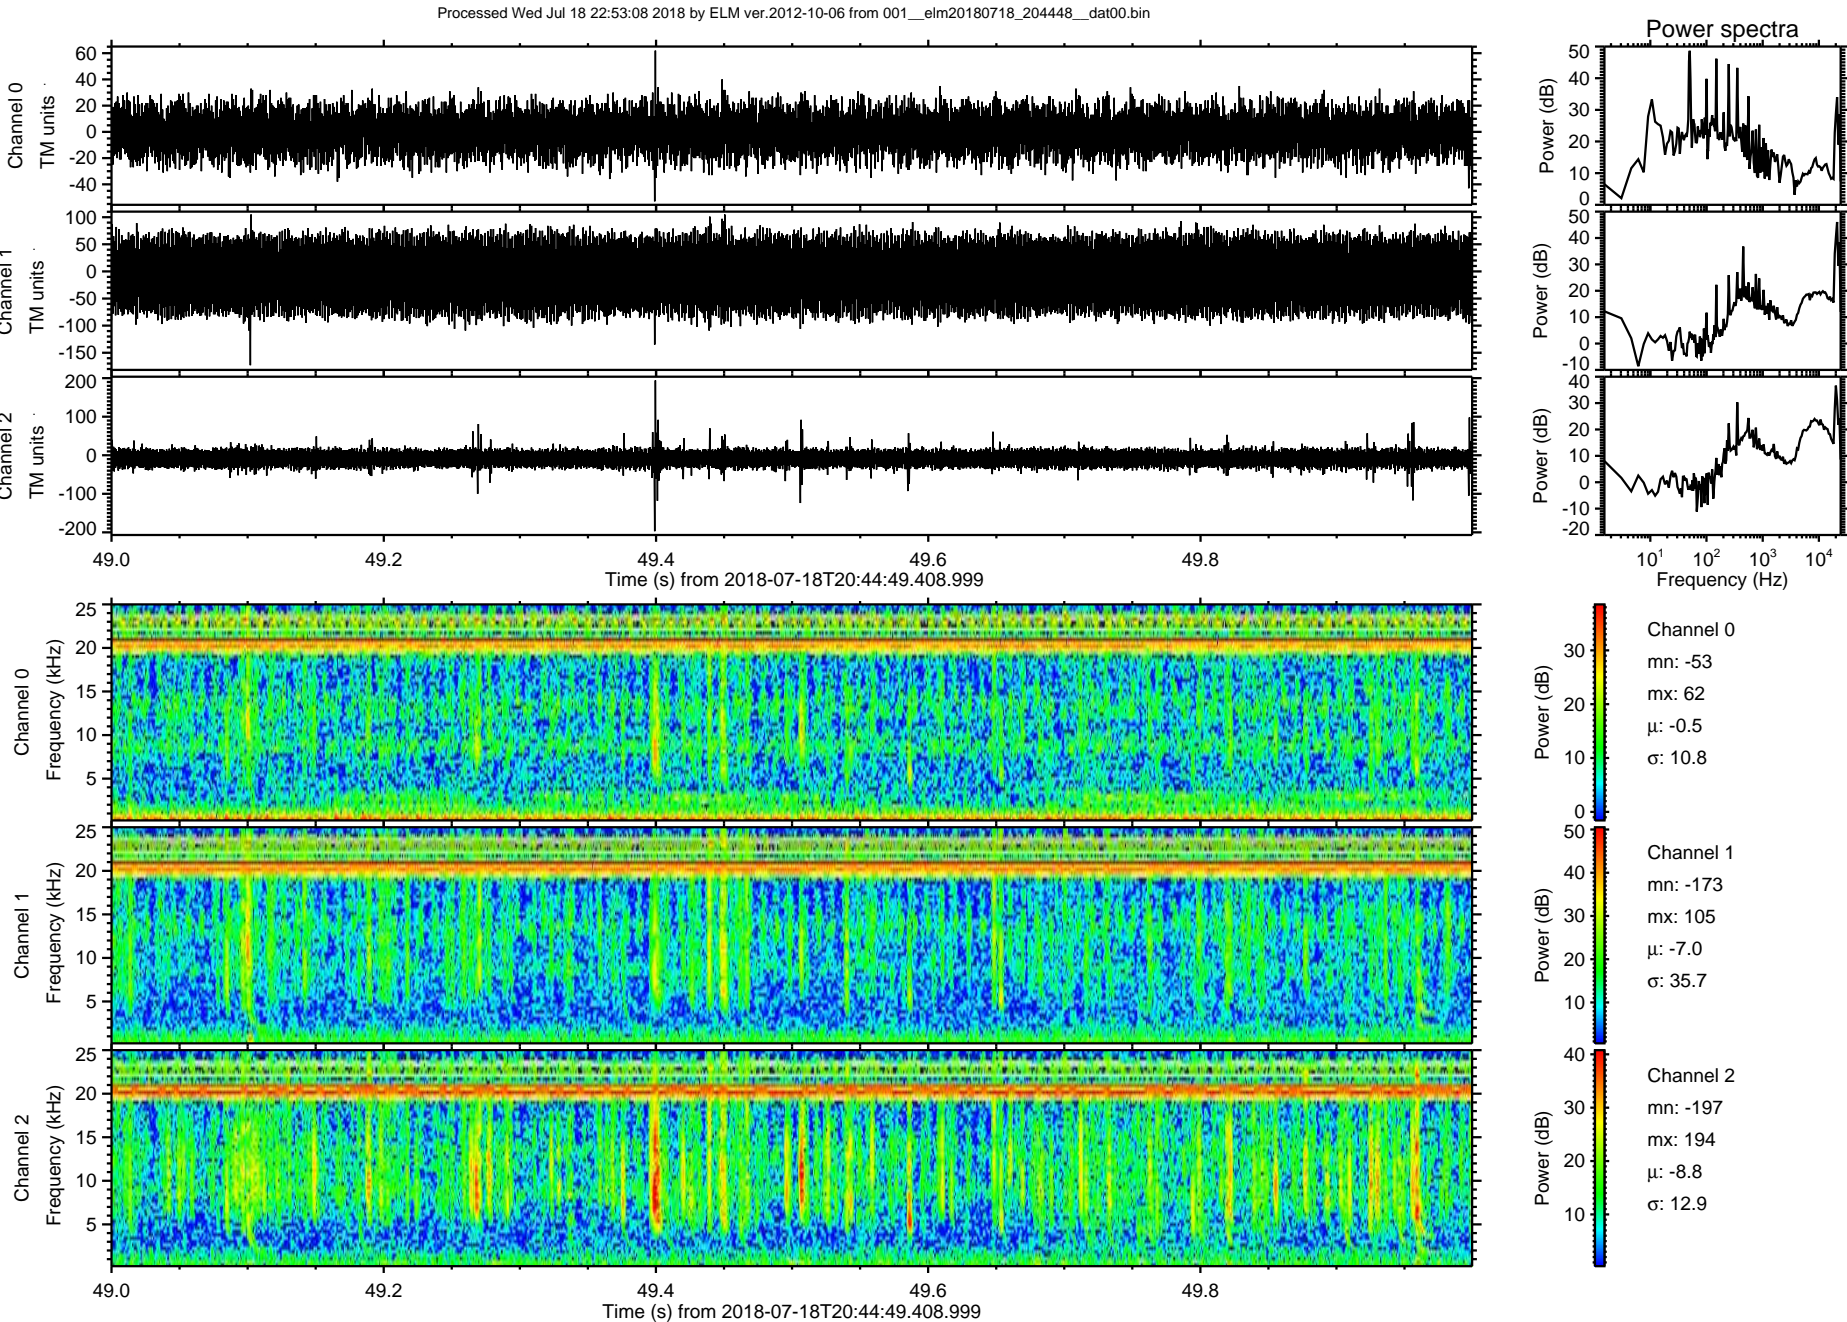 Processed Wed Jul 18 22:53:08 2018 by ELM ver.2012-10-06 from 001__elm20180718_204448__dat00.bin
Power spectra
Channel 0
TM units
60
40
20
0
-20
-40
Power (dB)
50
40
30
20
10
0
Channel 1
TM units
100
50
0
-50
-100
-150
Power (dB)
50
40
30
20
10
0
-10
Channel 2
TM units
200
100
0
-100
-200
Power (dB)
40
30
20
10
0
-10
-20
49.0 49.2 49.4 49.6 49.8
Time (s) from 2018-07-18T20:44:49.408.999
10¹ 10² 10³ 10⁴
Frequency (Hz)
Channel 0
Frequency (kHz)
25
20
15
10
5
Power (dB)
30
20
10
0
Channel 0
mn: -53
mx: 62
μ: -0.5
σ: 10.8
Channel 1
Frequency (kHz)
25
20
15
10
5
Power (dB)
50
40
30
20
10
Channel 1
mn: -173
mx: 105
μ: -7.0
σ: 35.7
Channel 2
Frequency (kHz)
25
20
15
10
5
Power (dB)
40
30
20
10
Channel 2
mn: -197
mx: 194
μ: -8.8
σ: 12.9
49.0 49.2 49.4 49.6 49.8
Time (s) from 2018-07-18T20:44:49.408.999